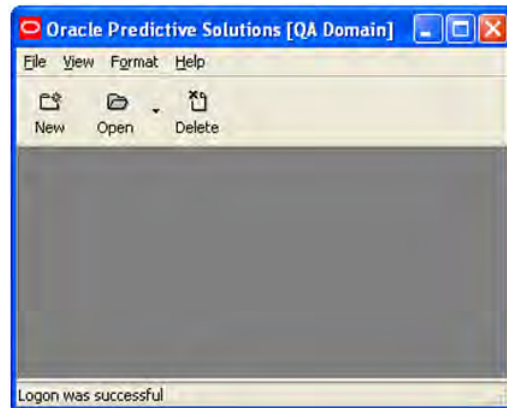 Oracle Predictive Solutions [QA Domain]
File View Format Help
New Open Delete
Logon was successful